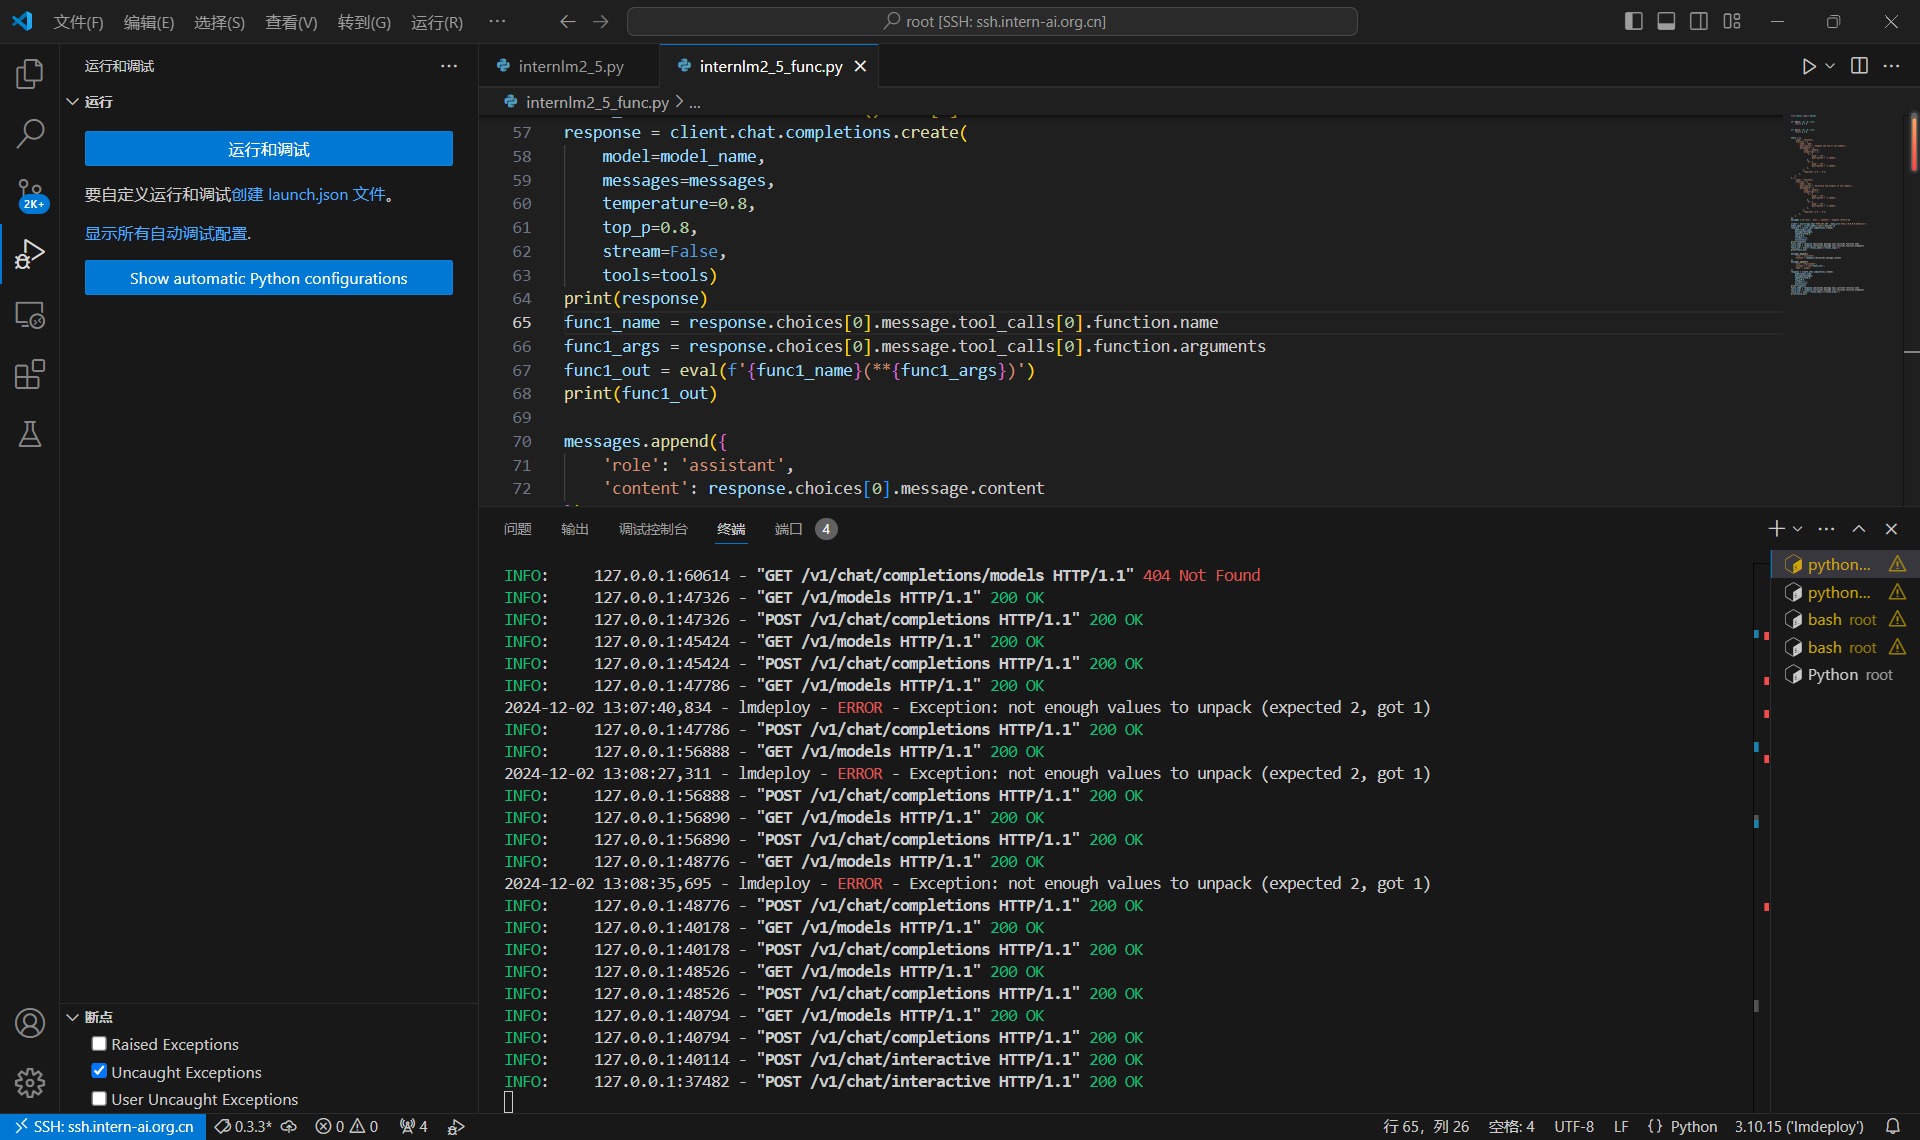 文件(F) 编辑(E) 选择(S) 查看(V) 转到(G) 运行(R) ···
root [SSH: ssh.intern-ai.org.cn]
运行和调试
运行
运行和调试
要自定义运行和调试创建 launch.json 文件。
显示所有自动调试配置.
Show automatic Python configurations
2K+
internlm2_5.py
internlm2_5_func.py
internlm2_5_func.py > ...
57 response = client.chat.completions.create(
58 model=model_name,
59 messages=messages,
60 temperature=0.8,
61 top_p=0.8,
62 stream=False,
63 tools=tools)
64 print(response)
65 func1_name = response.choices[0].message.tool_calls[0].function.name
66 func1_args = response.choices[0].message.tool_calls[0].function.arguments
67 func1_out = eval(f'{func1_name}(**{func1_args})')
68 print(func1_out)
69
70 messages.append({
71 'role': 'assistant',
72 'content': response.choices[0].message.content
问题 输出 调试控制台 终端 端口 4
INFO: 127.0.0.1:60614 - "GET /v1/chat/completions/models HTTP/1.1" 404 Not Found
INFO: 127.0.0.1:47326 - "GET /v1/models HTTP/1.1" 200 OK
INFO: 127.0.0.1:47326 - "POST /v1/chat/completions HTTP/1.1" 200 OK
INFO: 127.0.0.1:45424 - "GET /v1/models HTTP/1.1" 200 OK
INFO: 127.0.0.1:45424 - "POST /v1/chat/completions HTTP/1.1" 200 OK
INFO: 127.0.0.1:47786 - "GET /v1/models HTTP/1.1" 200 OK
2024-12-02 13:07:40,834 - lmdeploy - ERROR - Exception: not enough values to unpack (expected 2, got 1)
INFO: 127.0.0.1:47786 - "POST /v1/chat/completions HTTP/1.1" 200 OK
INFO: 127.0.0.1:56888 - "GET /v1/models HTTP/1.1" 200 OK
2024-12-02 13:08:27,311 - lmdeploy - ERROR - Exception: not enough values to unpack (expected 2, got 1)
INFO: 127.0.0.1:56888 - "POST /v1/chat/completions HTTP/1.1" 200 OK
INFO: 127.0.0.1:56890 - "GET /v1/models HTTP/1.1" 200 OK
INFO: 127.0.0.1:56890 - "POST /v1/chat/completions HTTP/1.1" 200 OK
INFO: 127.0.0.1:48776 - "GET /v1/models HTTP/1.1" 200 OK
2024-12-02 13:08:35,695 - lmdeploy - ERROR - Exception: not enough values to unpack (expected 2, got 1)
INFO: 127.0.0.1:48776 - "POST /v1/chat/completions HTTP/1.1" 200 OK
INFO: 127.0.0.1:40178 - "GET /v1/models HTTP/1.1" 200 OK
INFO: 127.0.0.1:40178 - "POST /v1/chat/completions HTTP/1.1" 200 OK
INFO: 127.0.0.1:48526 - "GET /v1/models HTTP/1.1" 200 OK
INFO: 127.0.0.1:48526 - "POST /v1/chat/completions HTTP/1.1" 200 OK
INFO: 127.0.0.1:40794 - "GET /v1/models HTTP/1.1" 200 OK
INFO: 127.0.0.1:40794 - "POST /v1/chat/completions HTTP/1.1" 200 OK
INFO: 127.0.0.1:40114 - "POST /v1/chat/interactive HTTP/1.1" 200 OK
INFO: 127.0.0.1:37482 - "POST /v1/chat/interactive HTTP/1.1" 200 OK
python...
python...
bash root
bash root
Python root
断点
Raised Exceptions
Uncaught Exceptions
User Uncaught Exceptions
SSH: ssh.intern-ai.org.cn 0.3.3* 0 0 4 行 65，列 26 空格: 4 UTF-8 LF {} Python 3.10.15 ('lmdeploy')